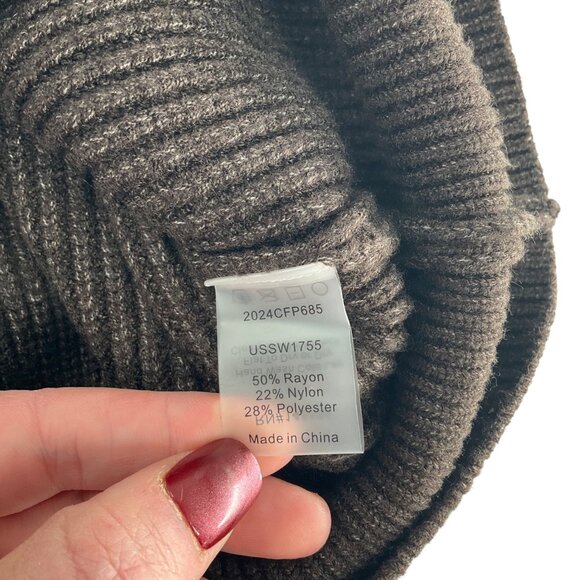 2024CFP685
USSW1755
50% Rayon
22% Nylon
28% Polyester
Made in China